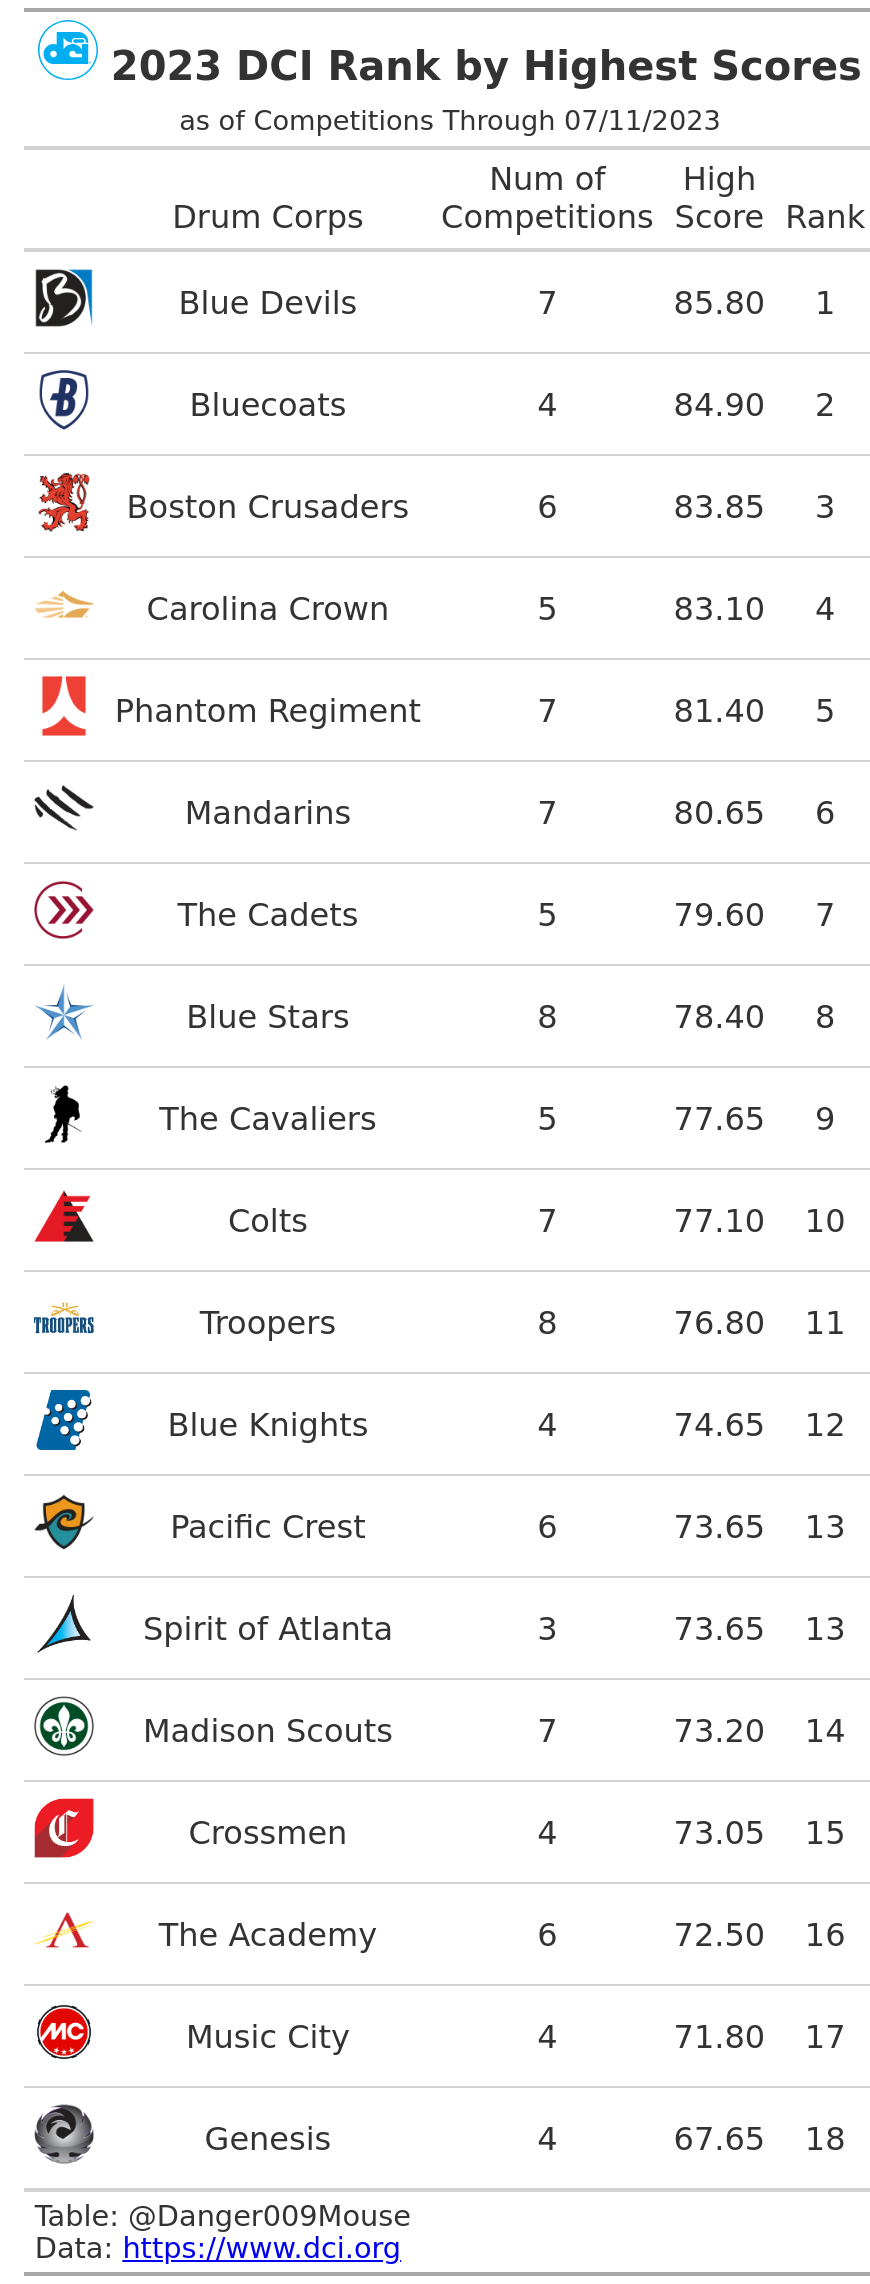 dci
2023 DCI Rank by Highest Scores
as of Competitions Through 07/11/2023
Drum Corps Num of Competitions High Score Rank
B Blue Devils 7 85.80 1
B Bluecoats 4 84.90 2
Boston Crusaders 6 83.85 3
Carolina Crown 5 83.10 4
Phantom Regiment 7 81.40 5
Mandarins 7 80.65 6
The Cadets 5 79.60 7
Blue Stars 8 78.40 8
The Cavaliers 5 77.65 9
Colts 7 77.10 10
TROOPERS Troopers 8 76.80 11
Blue Knights 4 74.65 12
Pacific Crest 6 73.65 13
Spirit of Atlanta 3 73.65 13
Madison Scouts 7 73.20 14
C Crossmen 4 73.05 15
A The Academy 6 72.50 16
MC Music City 4 71.80 17
Genesis 4 67.65 18
Table: @Danger009Mouse
Data: https://www.dci.org